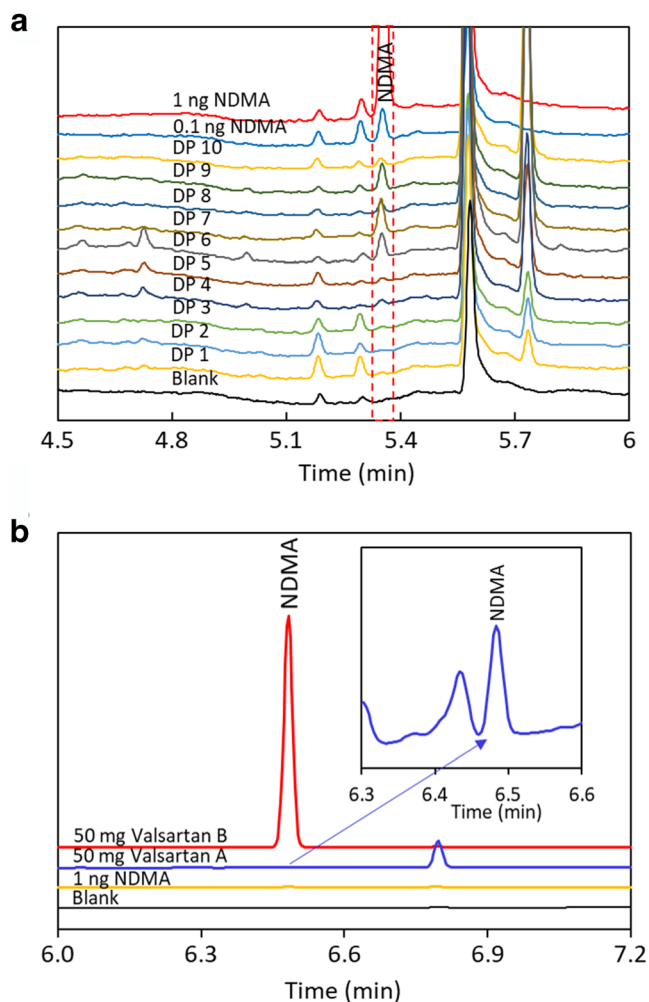 a
NDMA
1 ng NDMA
0.1 ng NDMA
DP 10
DP 9
DP 8
DP 7
DP 6
DP 5
DP 4
DP 3
DP 2
DP 1
Blank
4.5 4.8 5.1 5.4 5.7 6
Time (min)
b
NDMA
NDMA
6.3 6.4 6.5 6.6
Time (min)
50 mg Valsartan B
50 mg Valsartan A
1 ng NDMA
Blank
6.0 6.3 6.6 6.9 7.2
Time (min)